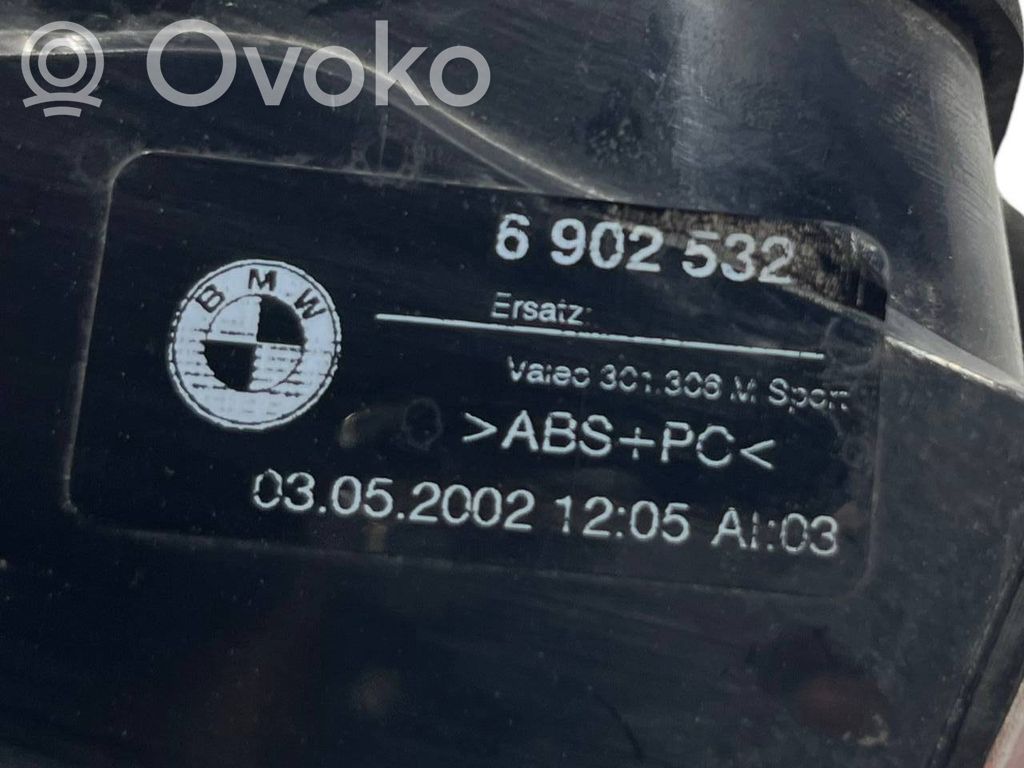 Ovoko
6 902 532
BMW
Ersatz:
Valeo 301.306 M Sport
>ABS+PC<
03.05.2002 12:05 AI:03